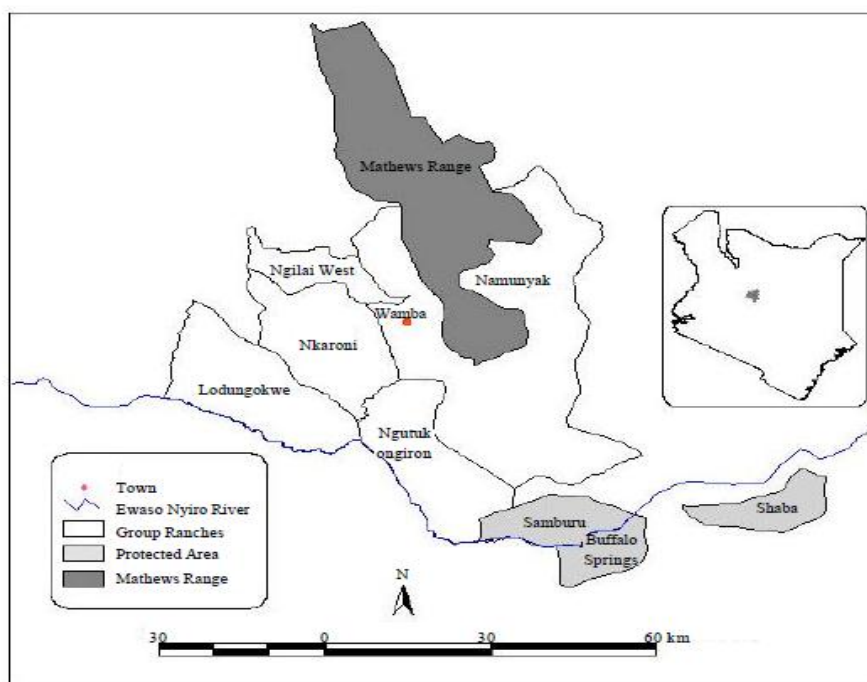 Mathews Range
Ngilai West
Namunyak
Wamba
Nkaroni
Lodungokwe
Ngutuk
ongiron
Samburu
Buffalo
Springs
Shaba
Town
Ewaso Nyiro River
Group Ranches
Protected Area
Mathews Range
N
30 0 30 60 km